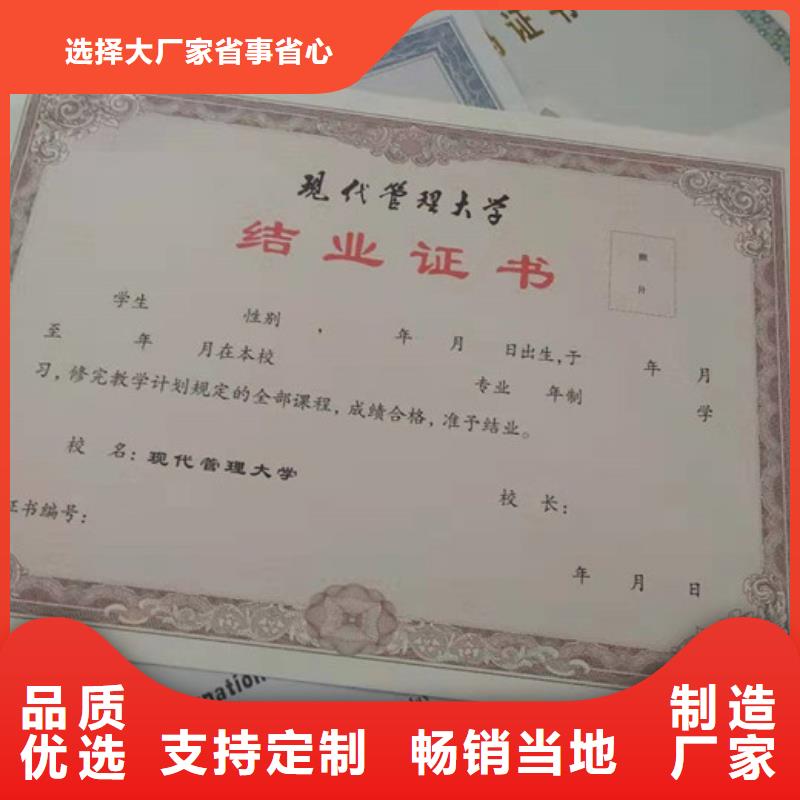 选择大厂家省事省心
证书
现代管理大学
结业证书
照
片
学生 性别 , 年 月 日出生,于 年 月
至 年 月在本校 专业 年制 学
习,修完教学计划规定的全部课程,成绩合格,准予结业。
校 名:现代管理大学
校 长:
证书编号:
年 月 日
nation
品质
优选
支持定制
畅销当地
制造
厂家